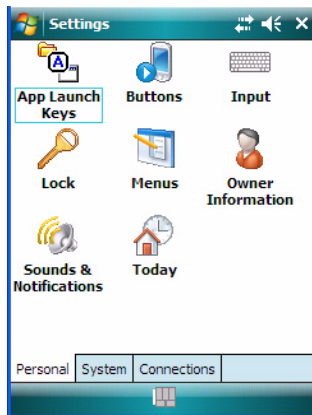 Settings
App Launch Keys
Buttons
Input
Lock
Menus
Owner Information
Sounds & Notifications
Today
Personal System Connections